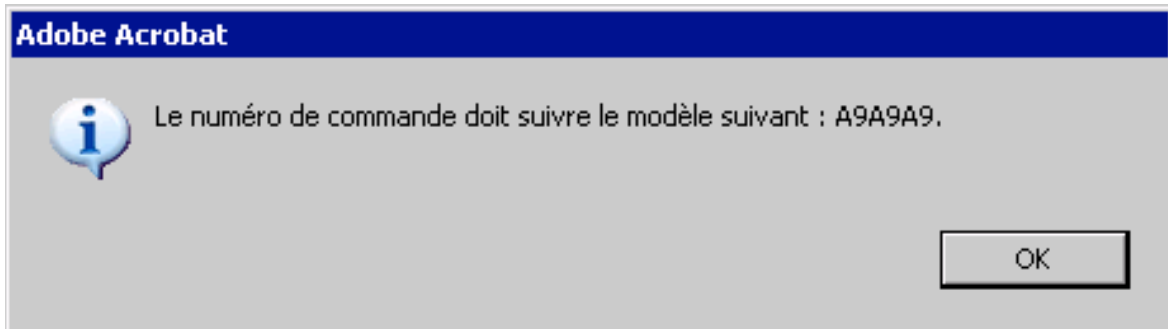 Adobe Acrobat
Le numéro de commande doit suivre le modèle suivant : A9A9A9.
OK